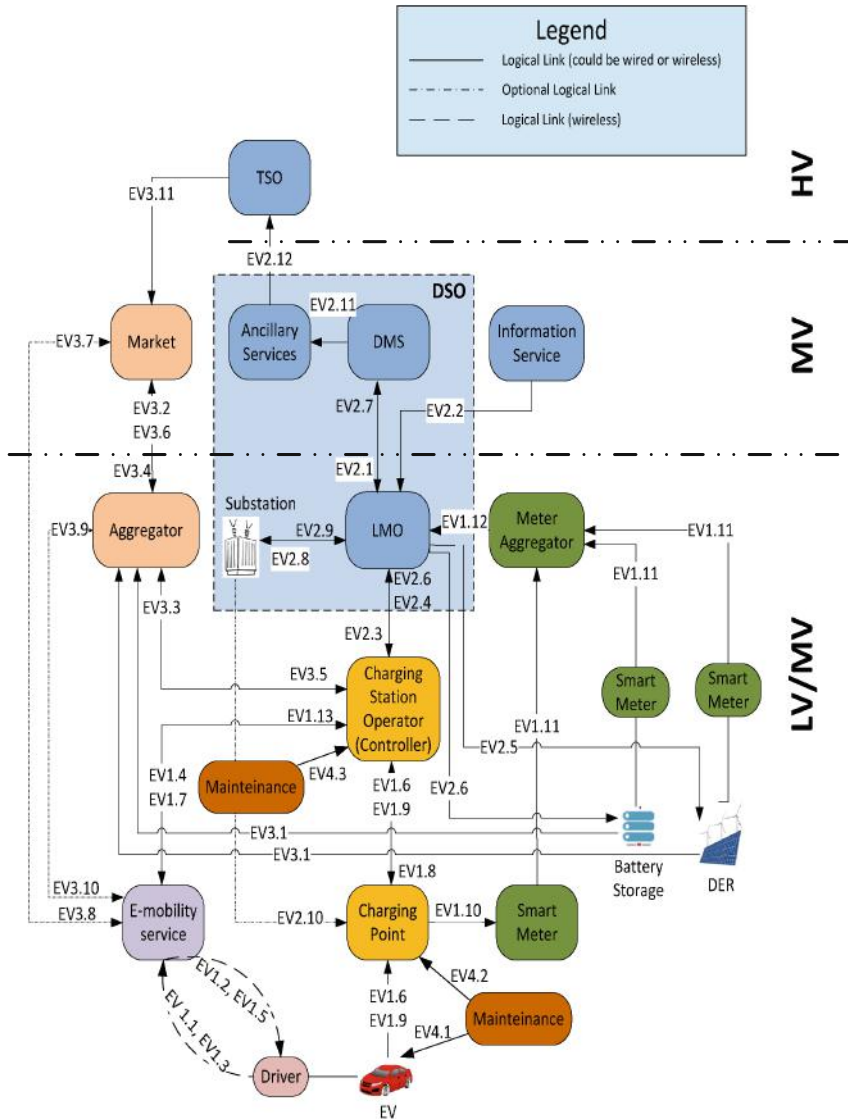 Legend
Logical Link (could be wired or wireless)
Optional Logical Link
Logical Link (wireless)
HV
TSO
EV3.11
EV2.12
DSO
EV2.11
Ancillary
Services
DMS
Information
Service
MV
EV3.7
Market
EV3.2
EV3.6
EV2.7
EV2.2
EV3.4
EV2.1
EV3.9
Aggregator
Substation
EV2.9
EV2.8
LMO
EV1.12
Meter
Aggregator
EV1.11
EV1.11
EV2.6
EV2.4
EV3.3
EV2.3
LV/MV
EV3.5
EV1.13
Charging
Station
Operator
(Controller)
Smart
Meter
Smart
Meter
EV1.11
EV2.5
EV1.4
EV1.7
Mainteinance
EV4.3
EV1.6
EV1.9
EV2.6
EV3.1
EV3.1
EV1.8
Battery
Storage
DER
EV3.10
EV3.8
E-mobility
service
EV2.10
Charging
Point
EV1.10
Smart
Meter
EV1.2, EV1.5
EV 1.1, EV1.3
EV1.6
EV1.9
EV4.2
EV4.1
Mainteinance
Driver
EV